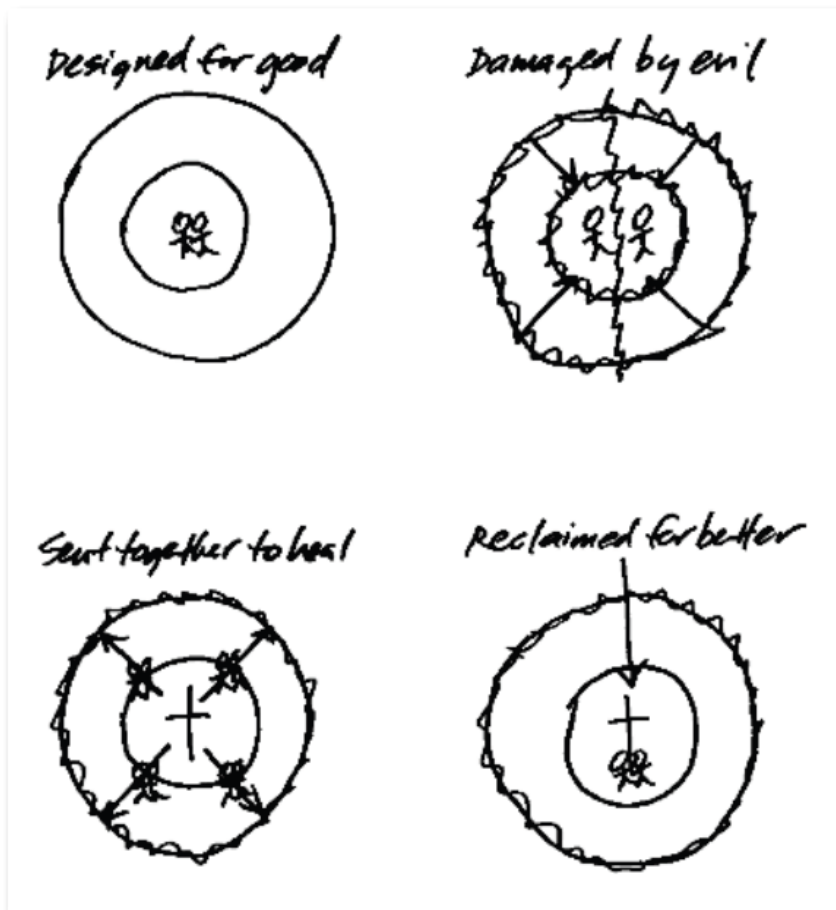 Designed for good
Damaged by evil
Sent together to heal
Reclaimed for better